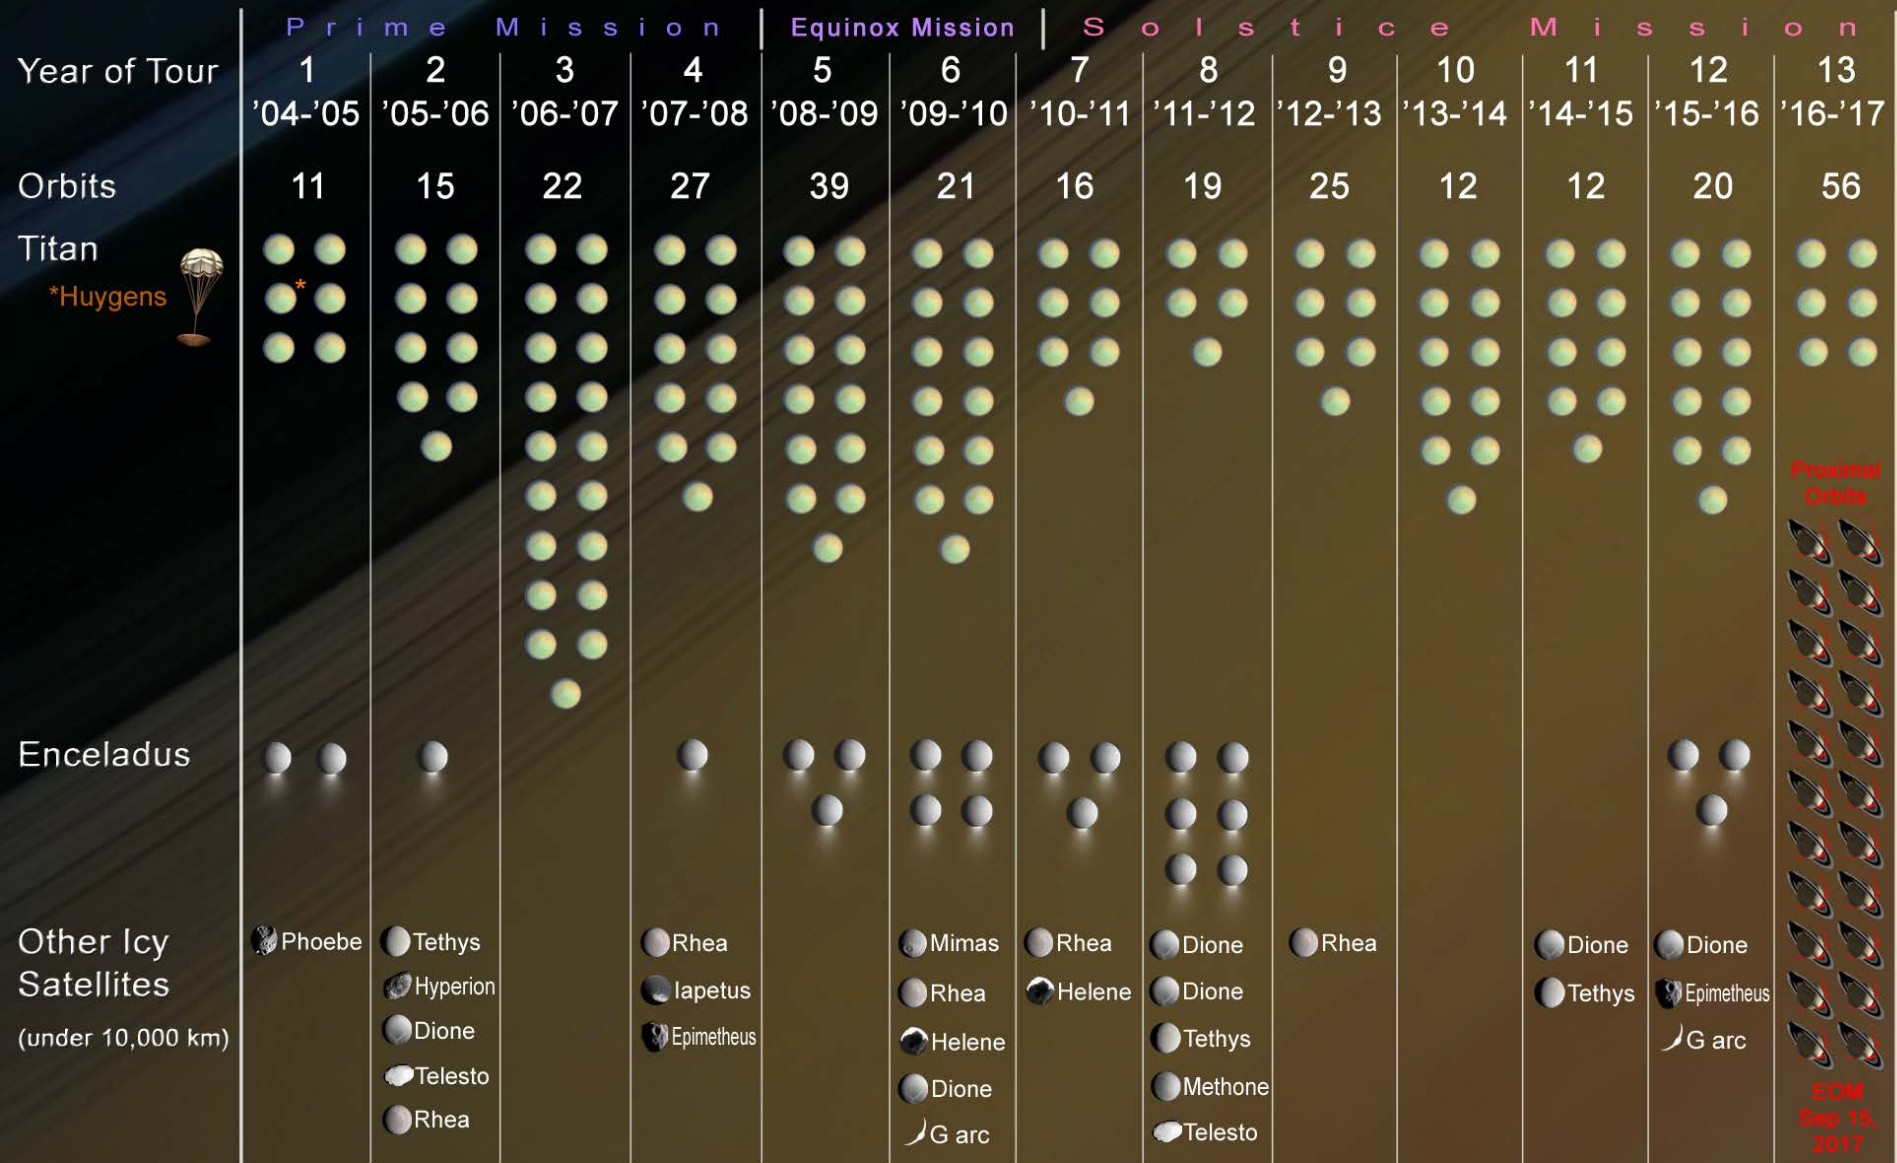 Prime Mission Equinox Mission Solstice Mission
Year of Tour 1 2 3 4 5 6 7 8 9 10 11 12 13
’04-’05 ’05-’06 ’06-’07 ’07-’08 ’08-’09 ’09-’10 ’10-’11 ’11-’12 ’12-’13 ’13-’14 ’14-’15 ’15-’16 ’16-’17
Orbits 11 15 22 27 39 21 16 19 25 12 12 20 56
Titan
*Huygens *
Proximal
Orbits
Enceladus
Other Icy
Satellites
(under 10,000 km)
Phoebe
Tethys
Hyperion
Dione
Telesto
Rhea
Rhea
Iapetus
Epimetheus
Mimas
Rhea
Helene
Dione
G arc
Rhea
Helene
Dione
Dione
Tethys
Methone
Telesto
Rhea
Dione
Tethys
Dione
Epimetheus
G arc
EOM
Sep 15,
2017